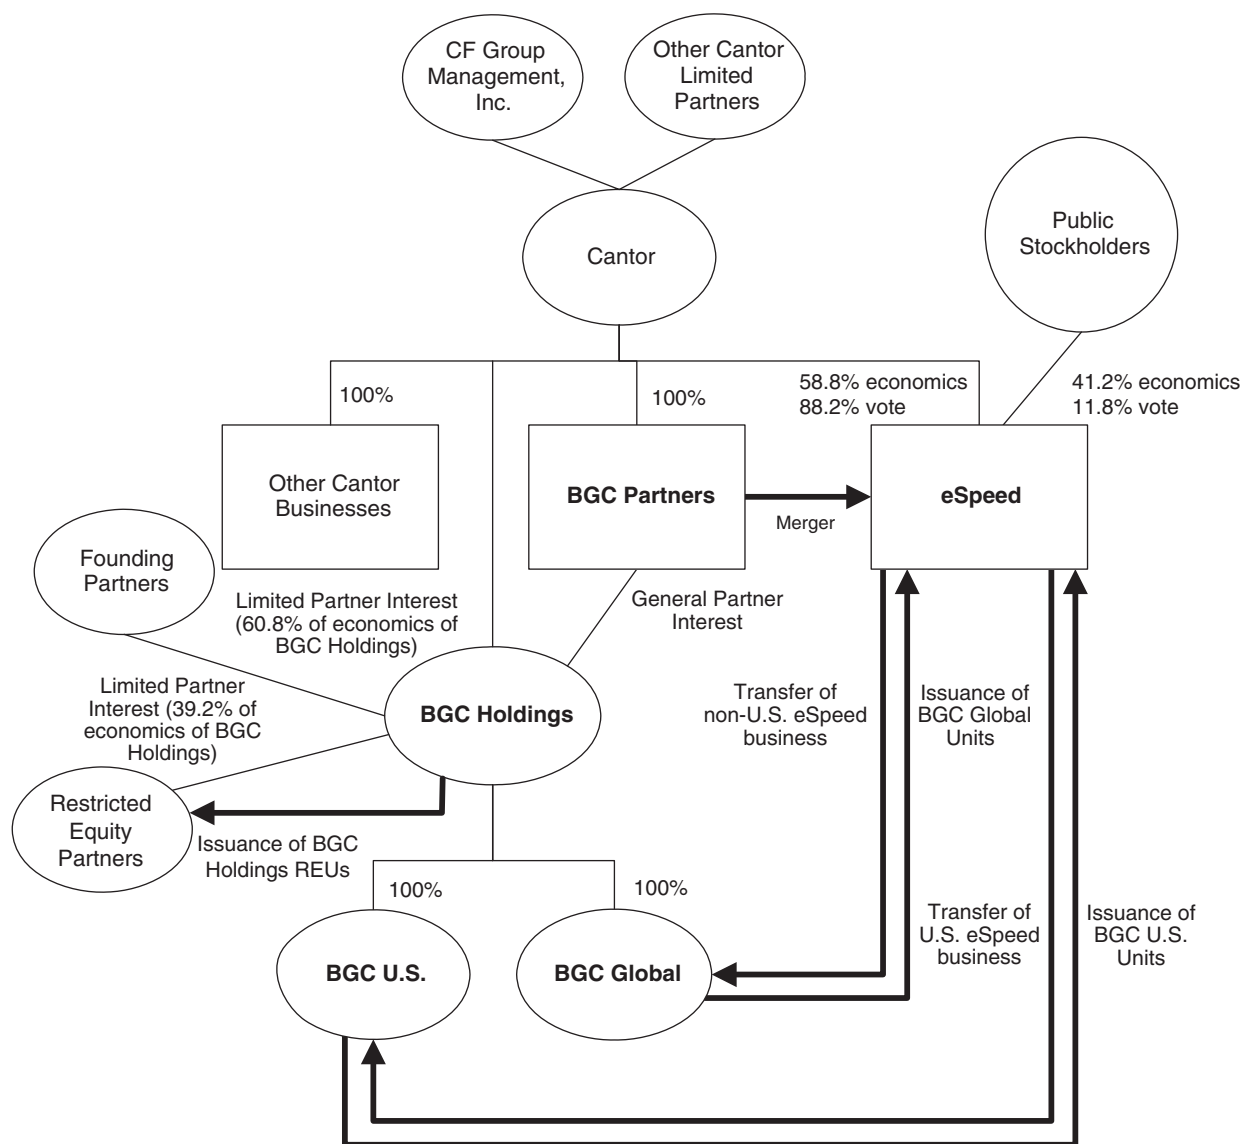 CF Group
Management,
Inc.
Other Cantor
Limited
Partners
Public
Stockholders
Cantor
100%
100%
58.8% economics
88.2% vote
41.2% economics
11.8% vote
Other Cantor
Businesses
BGC Partners
Merger
eSpeed
Founding
Partners
Limited Partner Interest
(60.8% of economics of
BGC Holdings)
General Partner
Interest
Limited Partner
Interest (39.2% of
economics of BGC
Holdings)
BGC Holdings
Transfer of
non-U.S. eSpeed
business
Issuance of
BGC Global
Units
Restricted
Equity
Partners
Issuance of BGC
Holdings REUs
100%
100%
Transfer of
U.S. eSpeed
business
Issuance of
BGC U.S.
Units
BGC U.S.
BGC Global